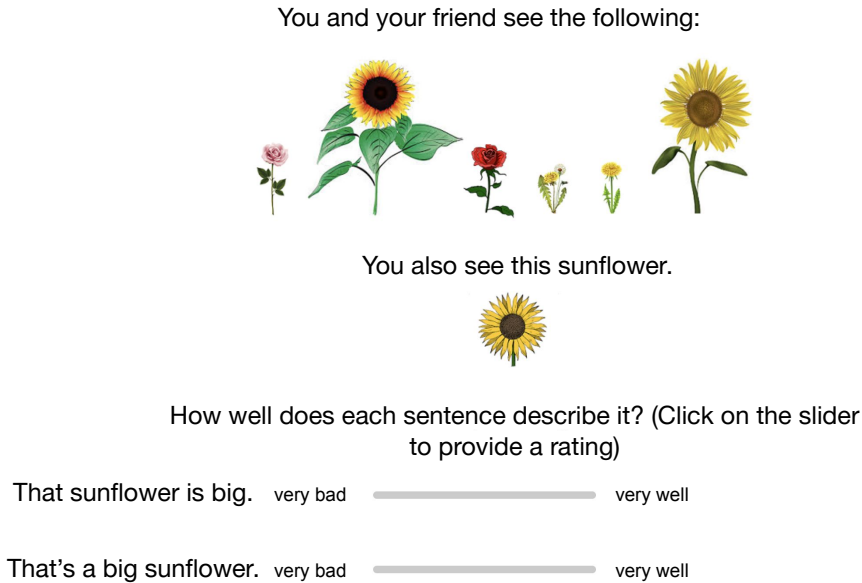 You and your friend see the following:
You also see this sunflower.
How well does each sentence describe it? (Click on the slider
to provide a rating)
That sunflower is big. very bad very well
That's a big sunflower. very bad very well